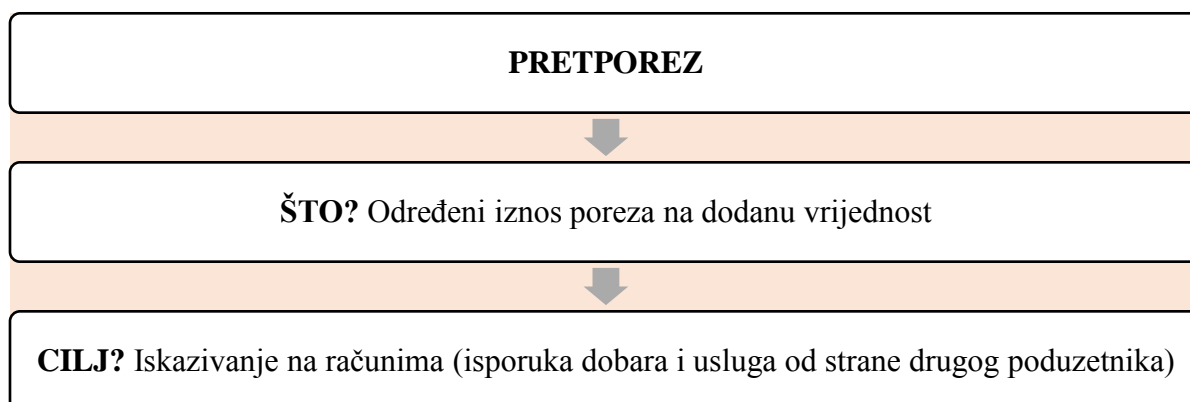 PRETPOREZ
ŠTO? Određeni iznos poreza na dodanu vrijednost
CILJ? Iskazivanje na računima (isporuka dobara i usluga od strane drugog poduzetnika)